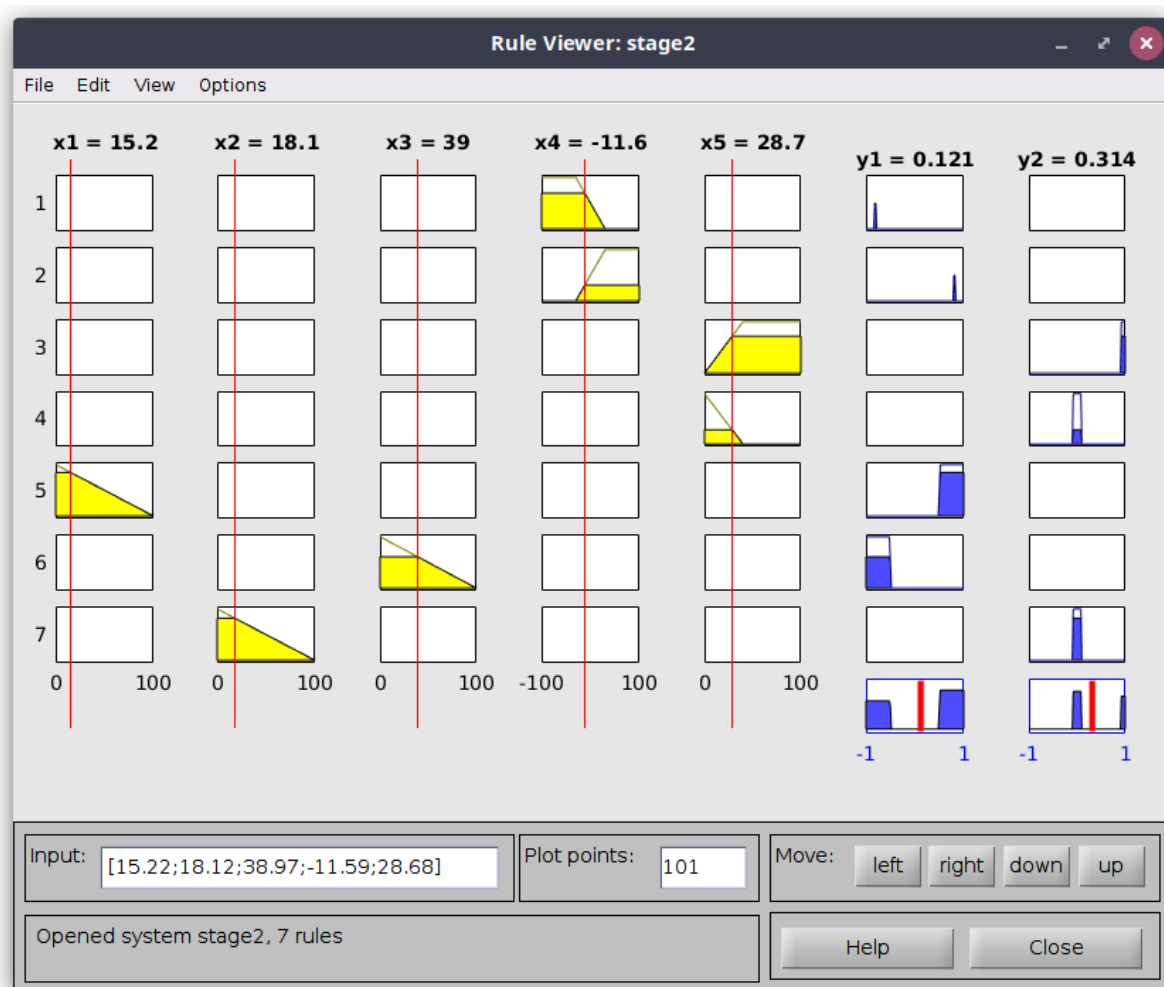 Rule Viewer: stage2
File Edit View Options
x1 = 15.2 x2 = 18.1 x3 = 39 x4 = -11.6 x5 = 28.7
y1 = 0.121 y2 = 0.314
1
2
3
4
5
6
7
0 100 0 100 0 100 -100 100 0 100
-1 1 -1 1
Input: [15.22;18.12;38.97;-11.59;28.68] Plot points: 101 Move: left right down up
Opened system stage2, 7 rules
Help Close